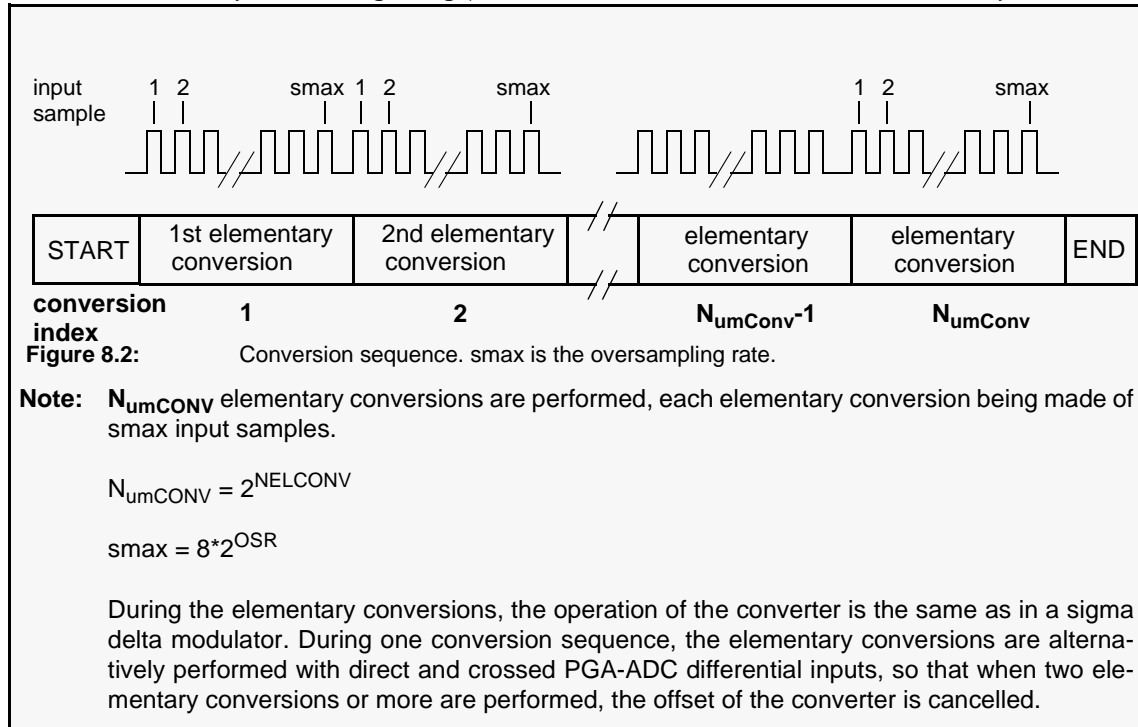 input 1 2 smax 1 2 smax 1 2 smax
sample
START 1st elementary 2nd elementary elementary elementary END
conversion conversion conversion conversion
conversion 1 2 NumConv-1 NumConv
index
Figure 8.2: Conversion sequence. smax is the oversampling rate.
Note: NumCONV elementary conversions are performed, each elementary conversion being made of
smax input samples.
NumCONV = 2^NELCONV
smax = 8*2^OSR
During the elementary conversions, the operation of the converter is the same as in a sigma
delta modulator. During one conversion sequence, the elementary conversions are alterna-
tively performed with direct and crossed PGA-ADC differential inputs, so that when two ele-
mentary conversions or more are performed, the offset of the converter is cancelled.